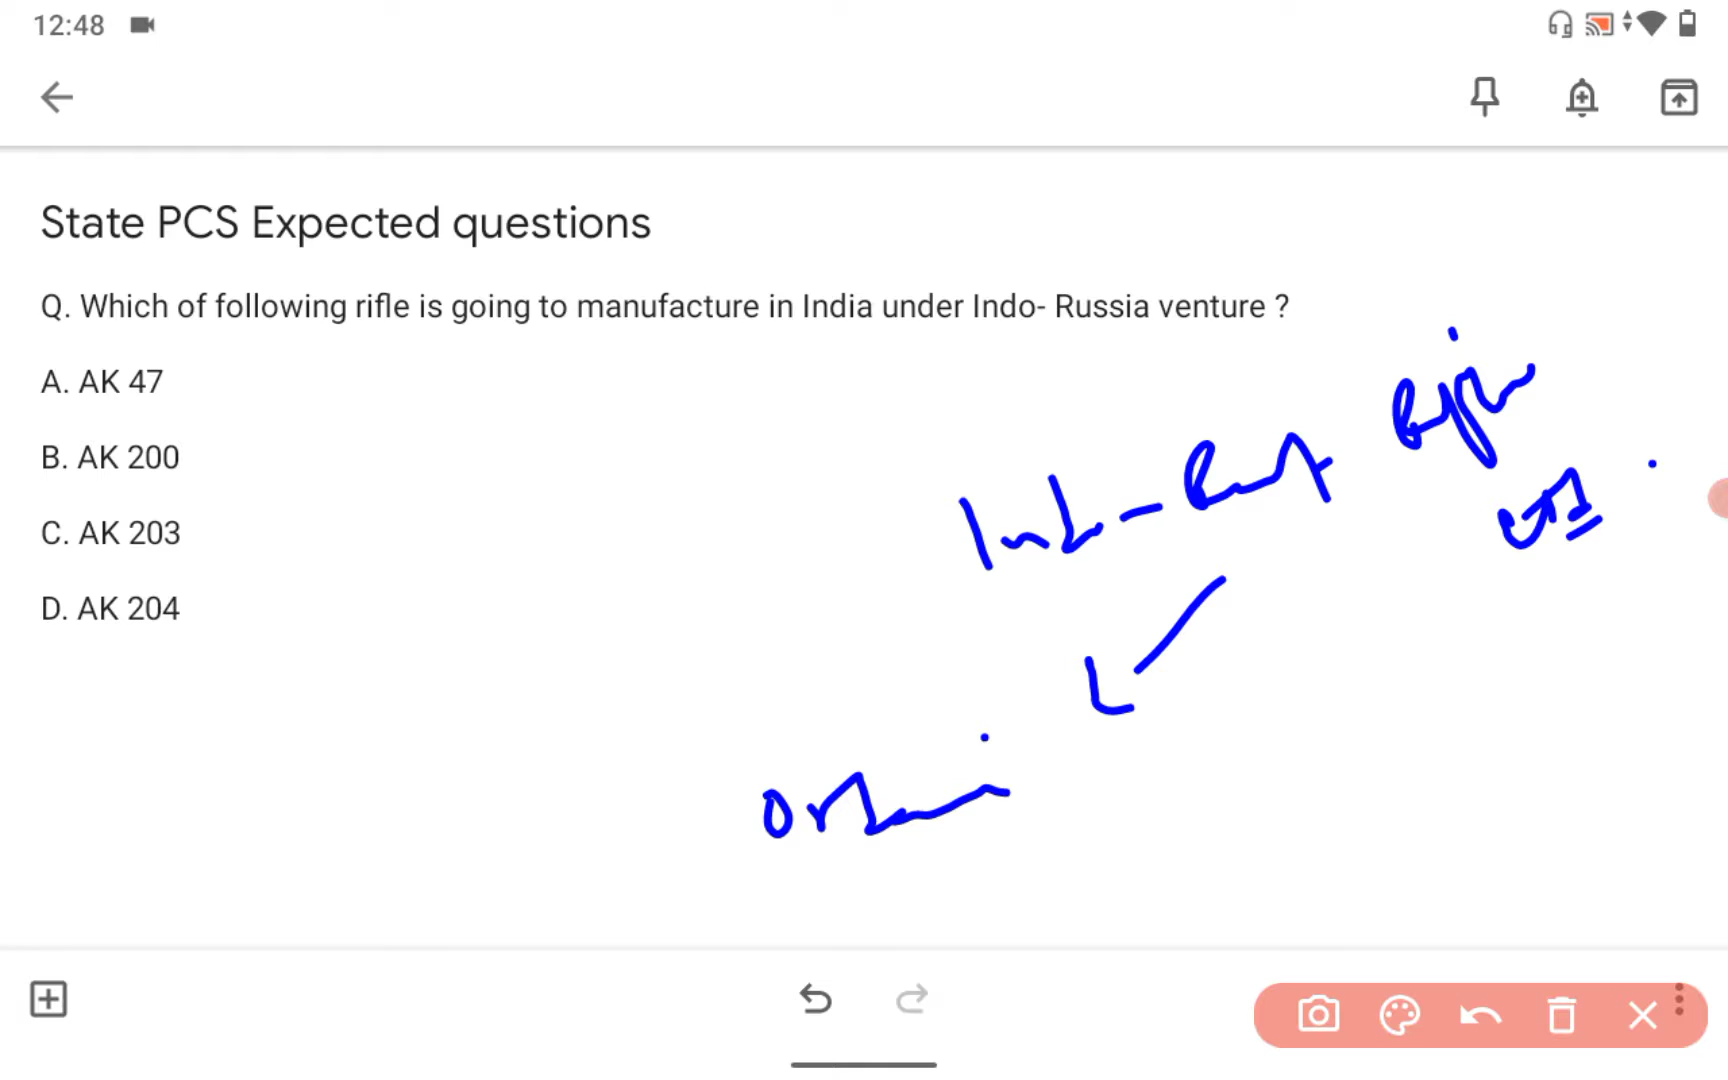 12:48
State PCS Expected questions
Q. Which of following rifle is going to manufacture in India under Indo- Russia venture ?
A. AK 47
B. AK 200
C. AK 203
D. AK 204